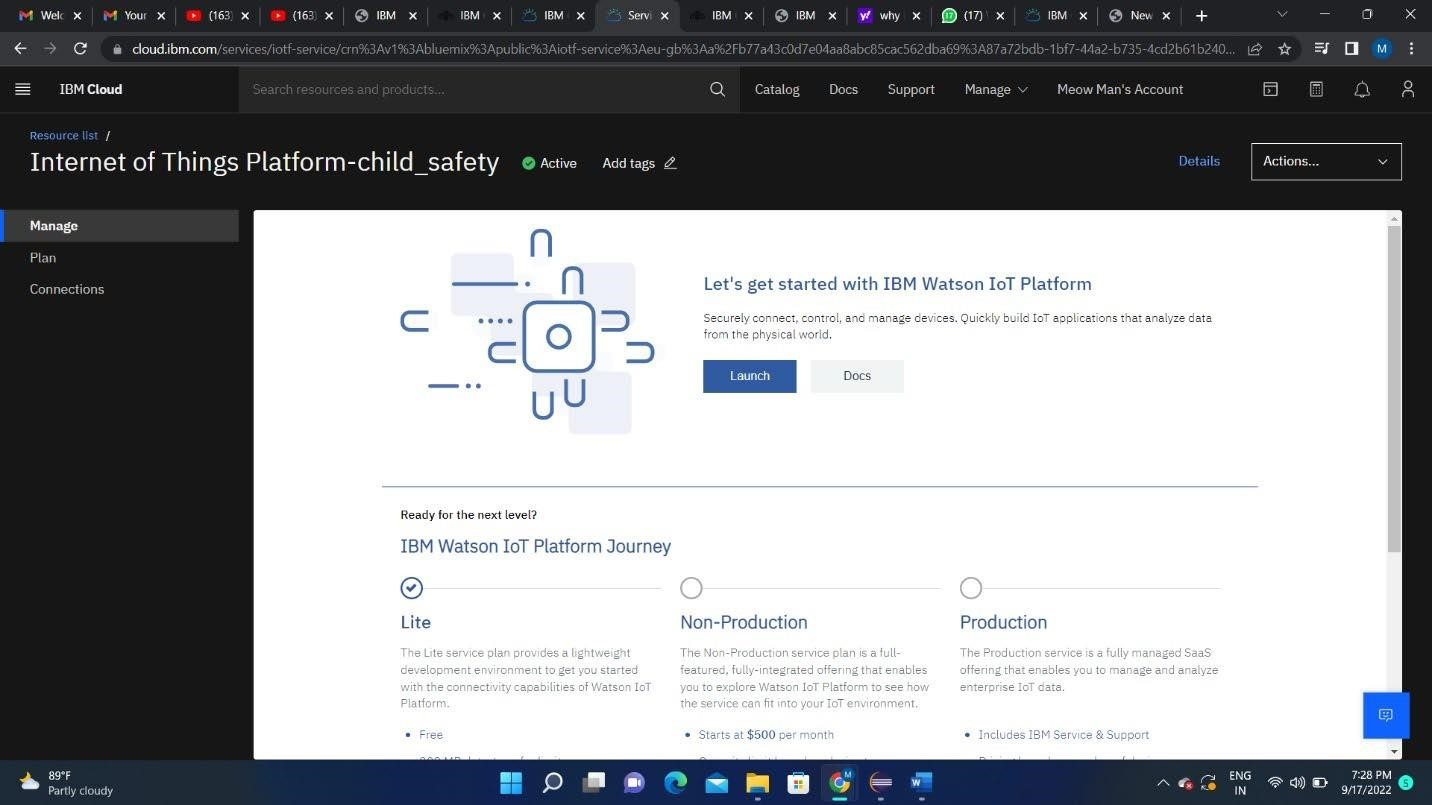 Welc
Your
(163)
(163)
IBM
IBM
IBM
Servi
IBM
IBM
why
(17)
IBM
New
cloud.ibm.com/services/iotf-service/crn%3Av1%3Abluemix%3Apublic%3Aiotf-service%3Aeu-gb%3Aa%2Fb77a43c0d7e04aa8abc85cac562dba69%3A87a72bdb-1bf7-44a2-b735-4cd2b61b240...
M
IBM Cloud
Search resources and products...
Catalog
Docs
Support
Manage
Meow Man's Account
Resource list /
Internet of Things Platform-child_safety
Active
Add tags
Details
Actions...
Manage
Plan
Connections
Let's get started with IBM Watson IoT Platform
Securely connect, control, and manage devices. Quickly build IoT applications that analyze data
from the physical world.
Launch
Docs
Ready for the next level?
IBM Watson IoT Platform Journey
Lite
The Lite service plan provides a lightweight
development environment to get you started
with the connectivity capabilities of Watson IoT
Platform.
• Free
Non-Production
The Non-Production service plan is a full-
featured, fully-integrated offering that enables
you to explore Watson IoT Platform to see how
the service can fit into your IoT environment.
• Starts at $500 per month
Production
The Production service is a fully managed SaaS
offering that enables you to manage and analyze
enterprise IoT data.
• Includes IBM Service & Support
89°F
Partly cloudy
ENG
IN
7:28 PM
9/17/2022
5